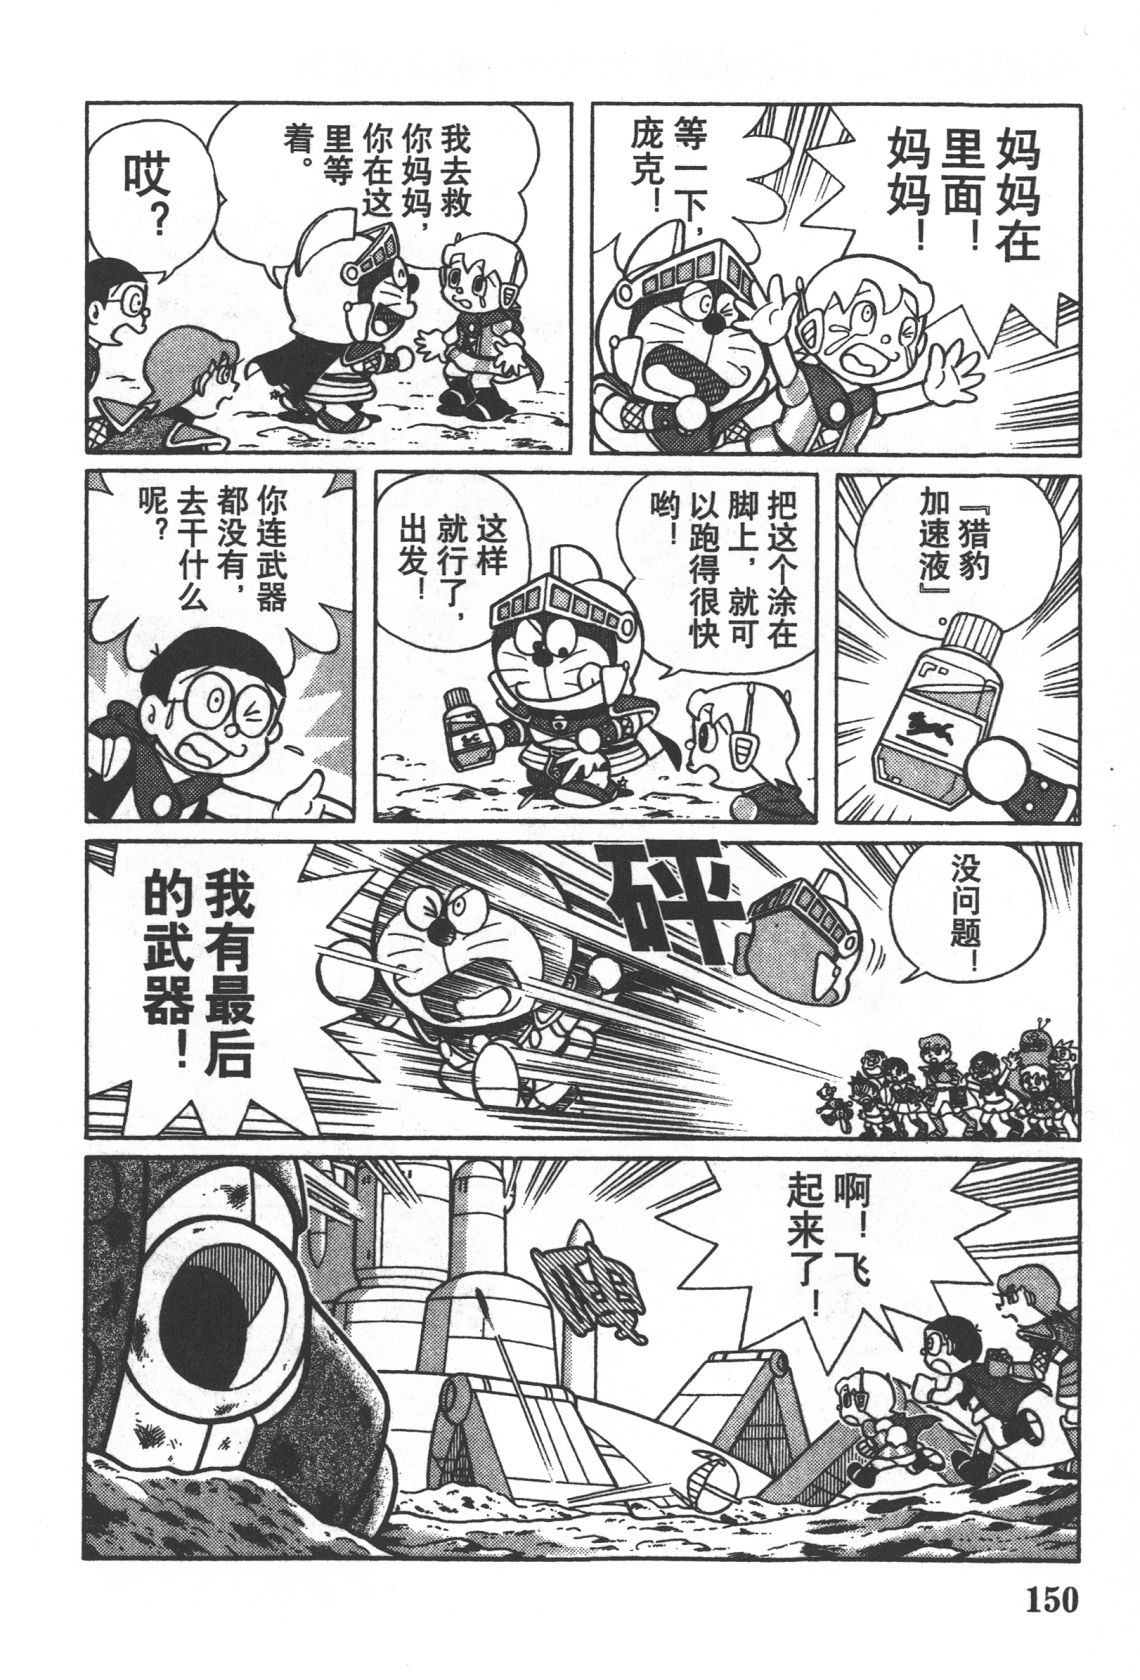 妈妈在
里面！
妈妈！
等一下，
庞克！
我去救
你妈妈，
你在这
里等
着。
哎？
『猎豹
加速液』。
把这个涂在
脚上，就可
以跑得很快
哟！
这样
就行了，
出发！
你连武器
都没有，
去干什么
呢？
没问题！
砰
我有最后
的武器！
啊！飞
起来了！
150